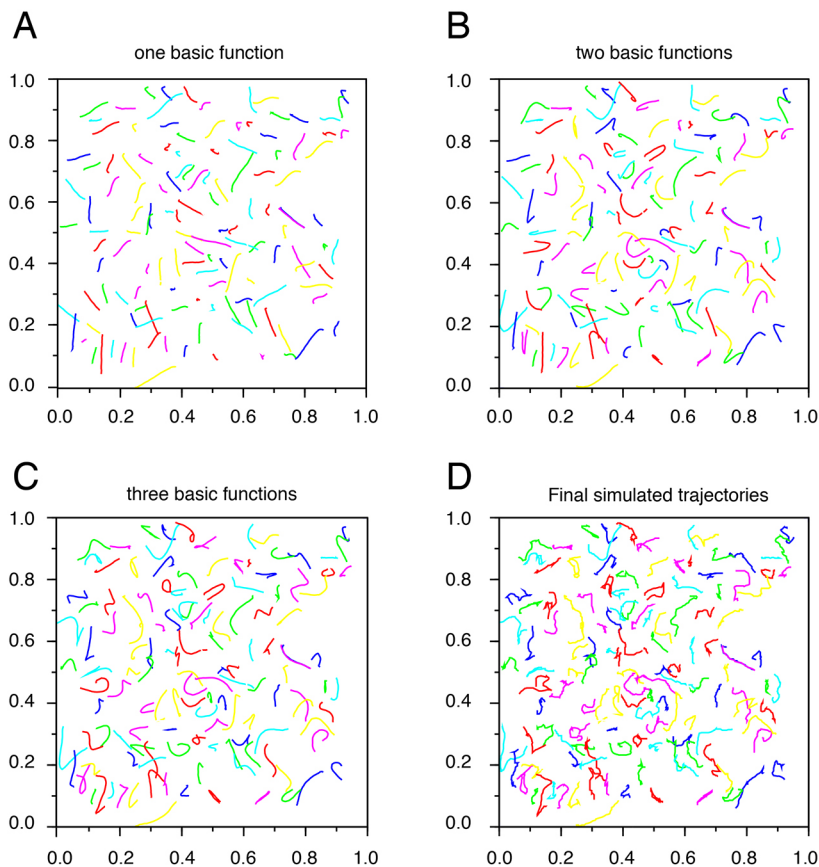 A
B
one basic function
two basic functions
1.0
0.8
0.6
0.4
0.2
0.0
0.0 0.2 0.4 0.6 0.8 1.0
1.0
0.8
0.6
0.4
0.2
0.0
0.0 0.2 0.4 0.6 0.8 1.0
C
D
three basic functions
Final simulated trajectories
1.0
0.8
0.6
0.4
0.2
0.0
0.0 0.2 0.4 0.6 0.8 1.0
1.0
0.8
0.6
0.4
0.2
0.0
0.0 0.2 0.4 0.6 0.8 1.0